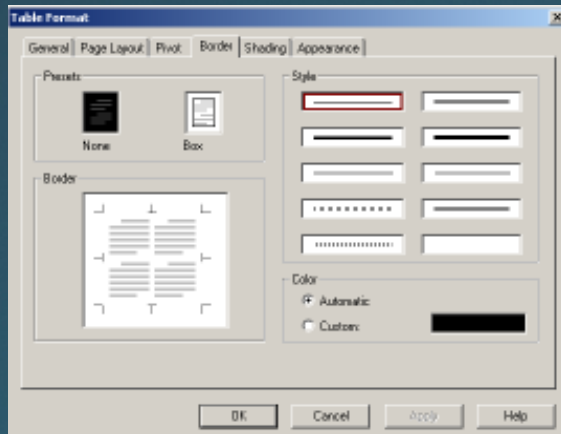 Table Format
General Page Layout Pivot Border Shading Appearance
Presets
None Box
Border
Style
Color
Automatic
Custom:
OK Cancel Apply Help